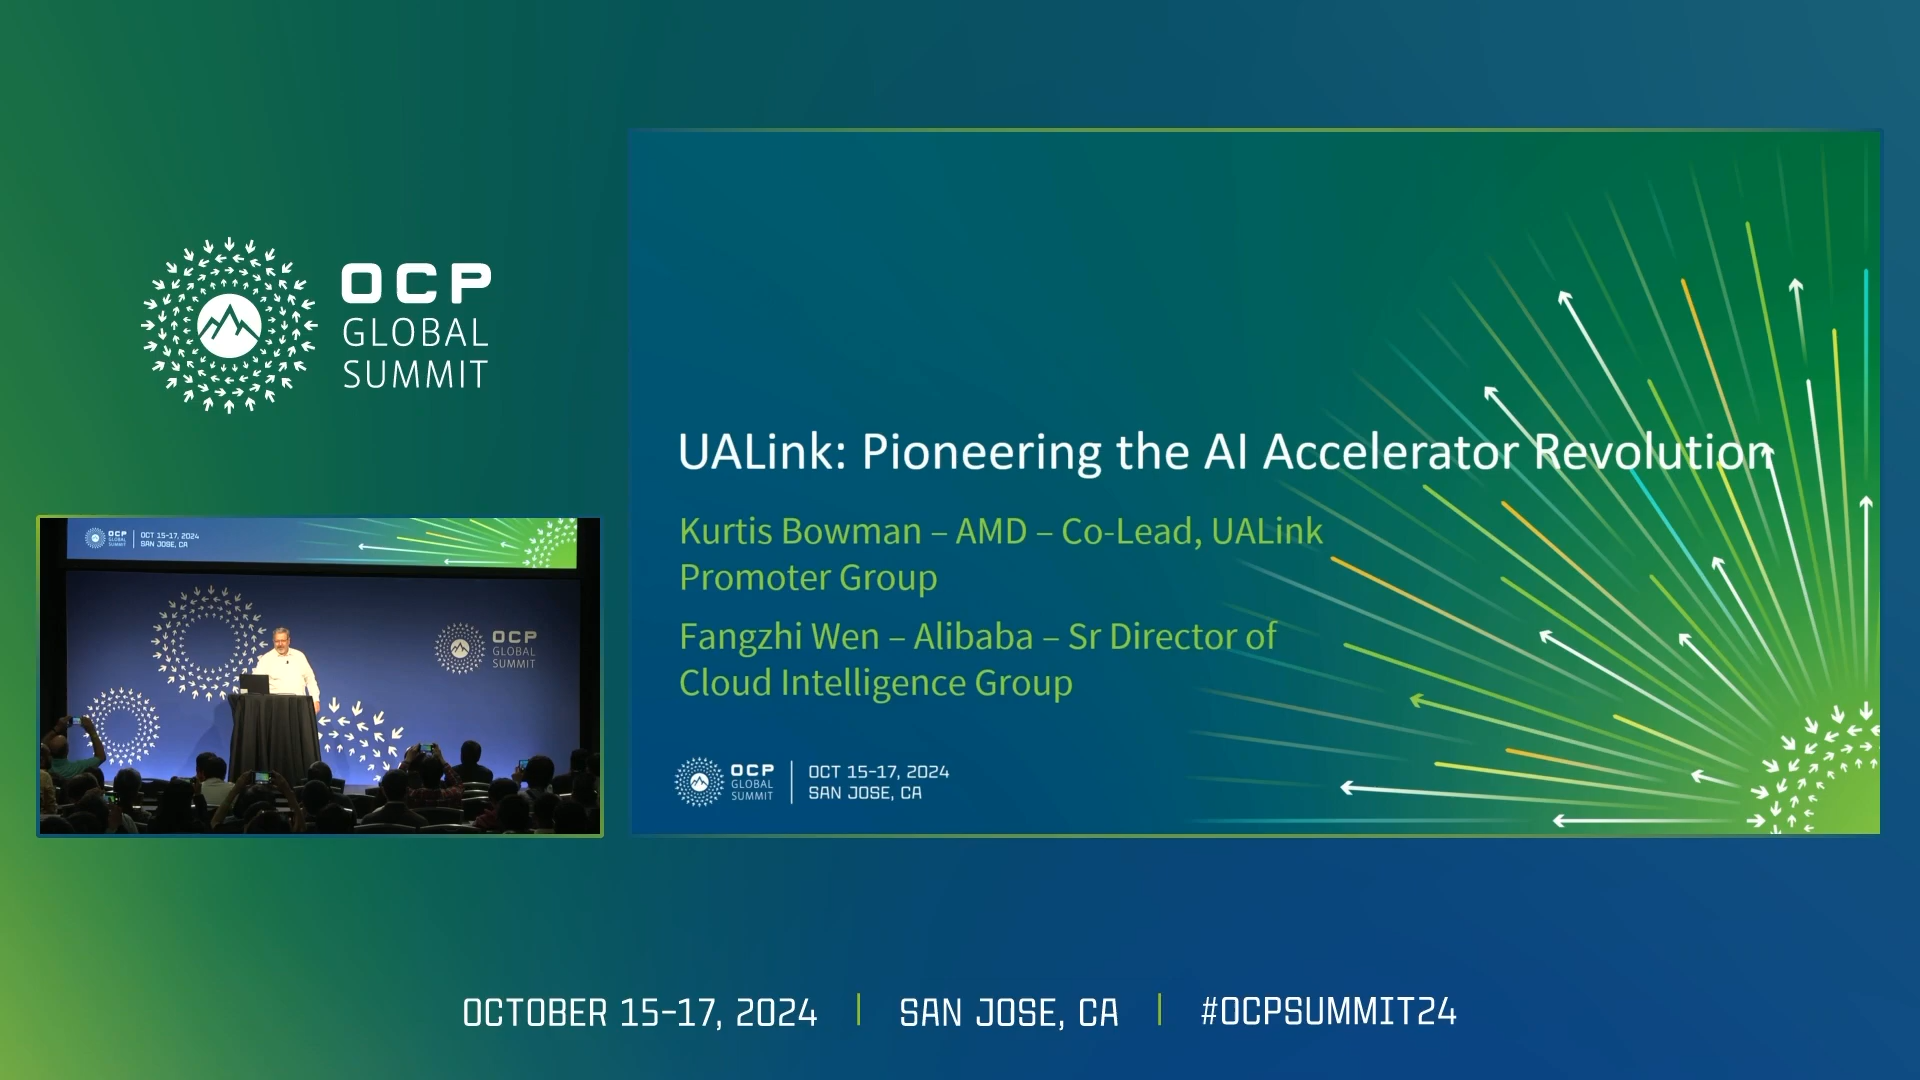 OCP
GLOBAL
SUMMIT
UALink: Pioneering the AI Accelerator Revolution
Kurtis Bowman – AMD – Co-Lead, UALink
Promoter Group
Fangzhi Wen – Alibaba – Sr Director of
Cloud Intelligence Group
OCP
GLOBAL
SUMMIT
OCT 15-17, 2024
SAN JOSE, CA
OCP
GLOBAL
SUMMIT
OCT 15-17, 2024
SAN JOSE, CA
OCP
GLOBAL
SUMMIT
OCTOBER 15-17, 2024
SAN JOSE, CA
#OCPSUMMIT24